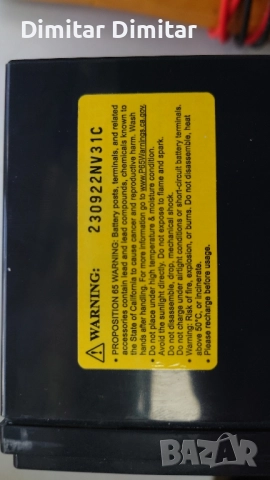 Dimitar Dimitar
230922NV31C
WARNING:
• PROPOSITION 65 WARNING: Battery posts, terminals, and related
accessories contain lead and lead compounds, chemicals known to
the State of California to cause cancer and reproductive harm. Wash
hands after handling. For more information go to www.P65Warnings.ca.gov.
• Do not place under high temperature & moisture condition.
Avoid the sunlight directly. Do not expose to flame and spark.
• Do not disassemble, drop, mechanical shock.
• Do not charge under airtight conditions or short-circuit battery terminals.
• Warning: Risk of fire, explosion, or burns. Do not disassemble, heat
above 50°C, or incinerate.
• Please recharge before usage.
BAZAR